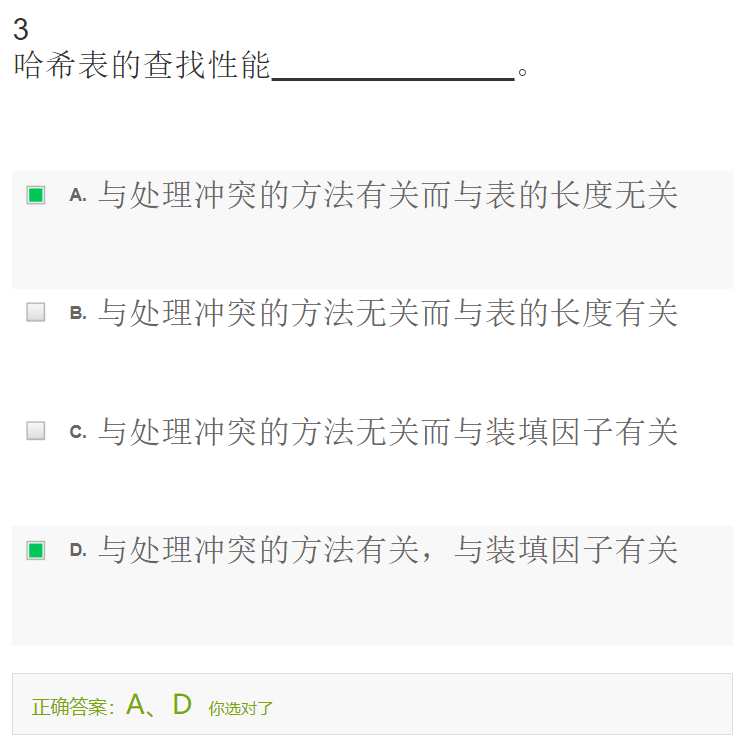 3
哈希表的查找性能_______________。
A. 与处理冲突的方法有关而与表的长度无关
B. 与处理冲突的方法无关而与表的长度有关
C. 与处理冲突的方法无关而与装填因子有关
D. 与处理冲突的方法有关，与装填因子有关
正确答案：A、D 你选对了